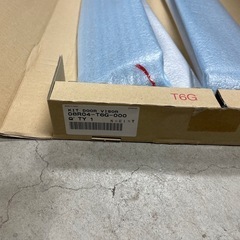 KIT DOOR VISOR
08R04-T6G-000
Q'TY 1
T6G